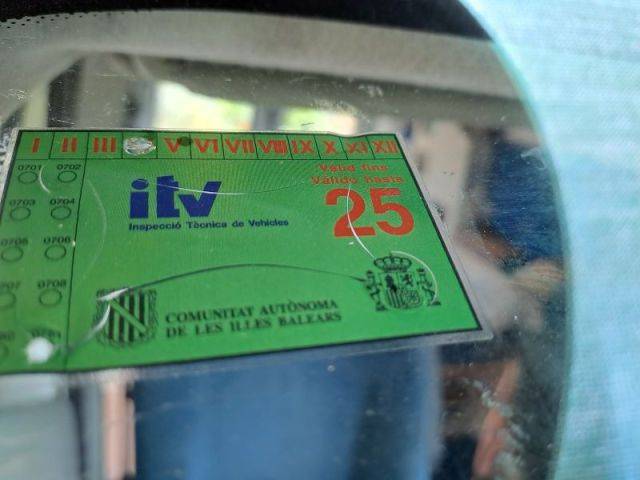 I II III V VI VII VIII IX X XI XII
0701 0702
Vàlid fins
Válido hasta
itv
25
0703 0704
Inspecció Tècnica de Vehicles
0705 0706
0708
COMUNITAT AUTÒNOMA
DE LES ILLES BALEARS